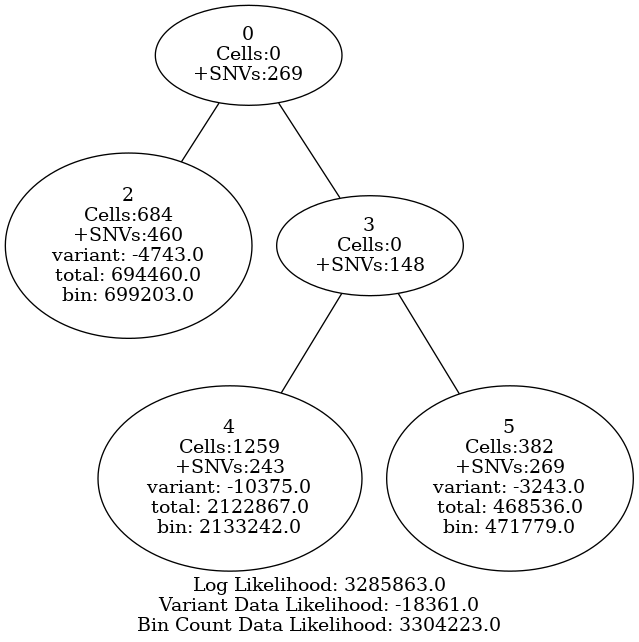 0
Cells:0
+SNVs:269
2
Cells:684
+SNVs:460
variant: -4743.0
total: 694460.0
bin: 699203.0
3
Cells:0
+SNVs:148
4
Cells:1259
+SNVs:243
variant: -10375.0
total: 2122867.0
bin: 2133242.0
5
Cells:382
+SNVs:269
variant: -3243.0
total: 468536.0
bin: 471779.0
Log Likelihood: 3285863.0
Variant Data Likelihood: -18361.0
Bin Count Data Likelihood: 3304223.0